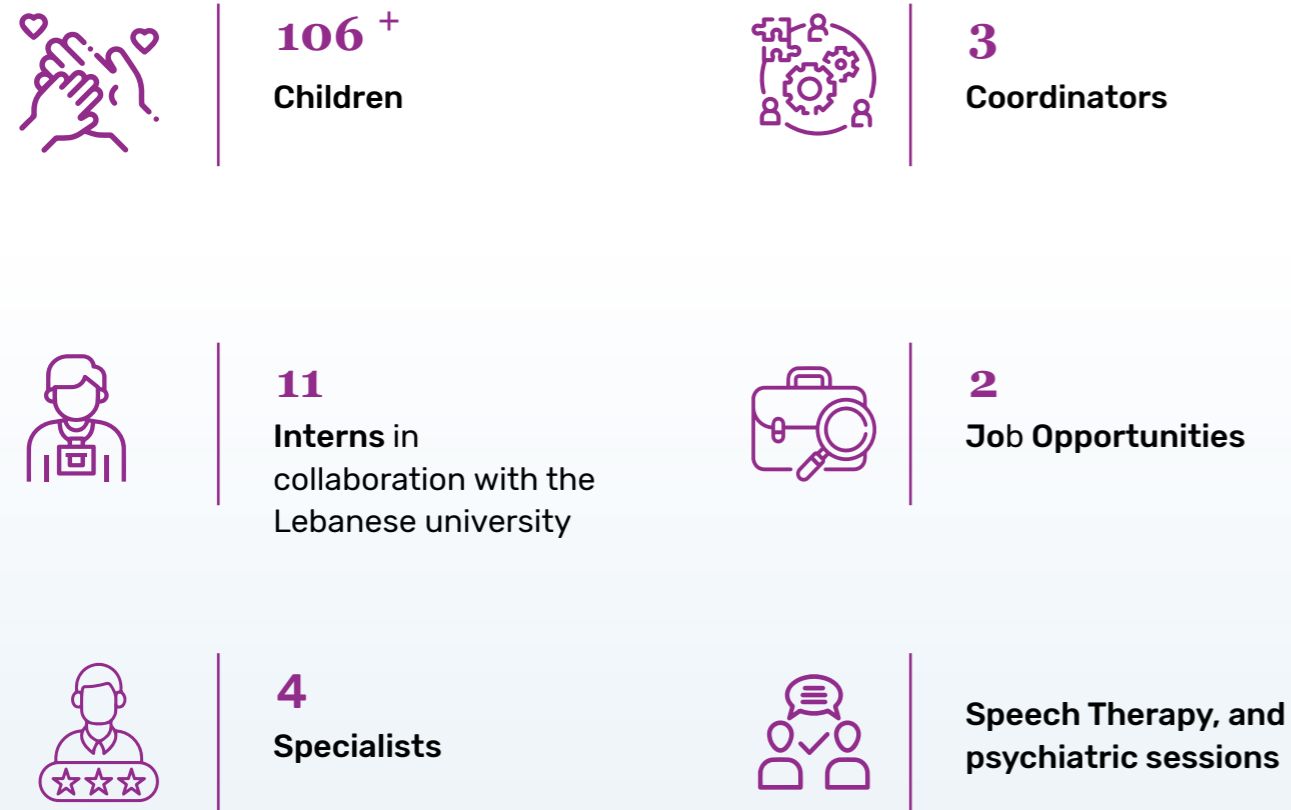 106 +
Children
3
Coordinators
11
Interns in
collaboration with the
Lebanese university
2
Job Opportunities
4
Specialists
Speech Therapy, and
psychiatric sessions